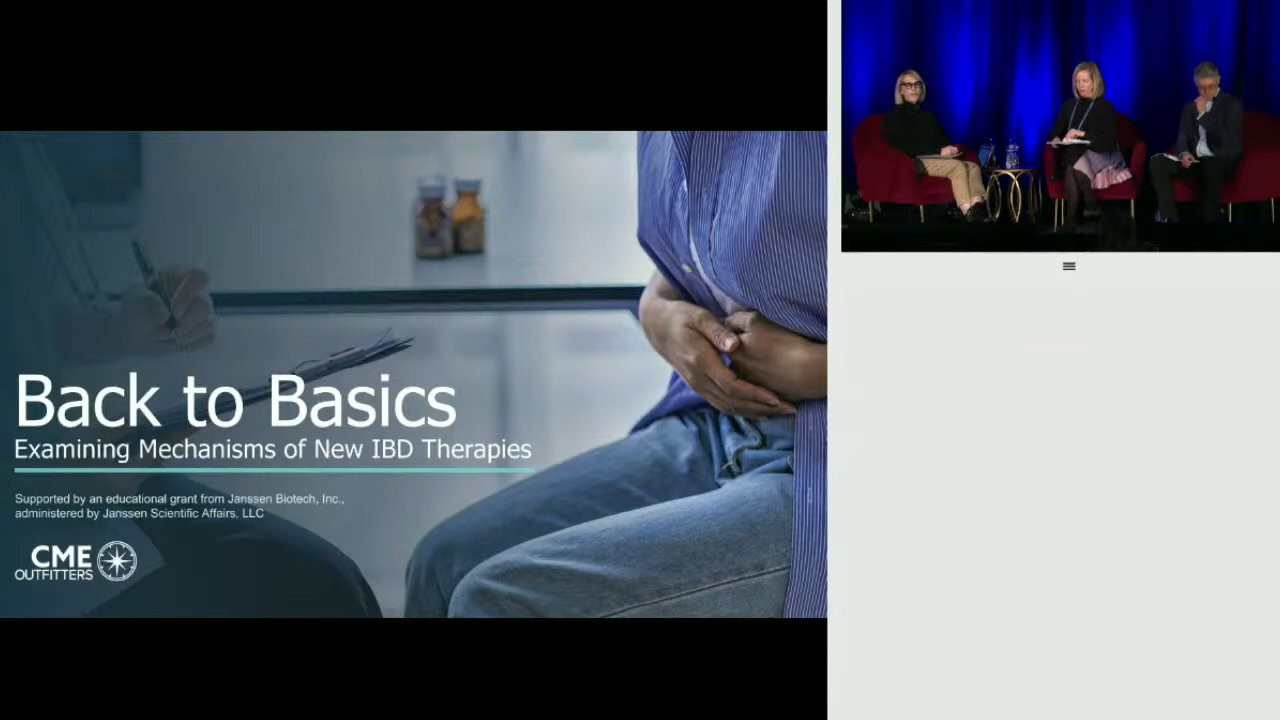 Back to Basics
Examining Mechanisms of New IBD Therapies
Supported by an educational grant from Janssen Biotech, Inc.,
administered by Janssen Scientific Affairs, LLC
CME
OUTFITTERS